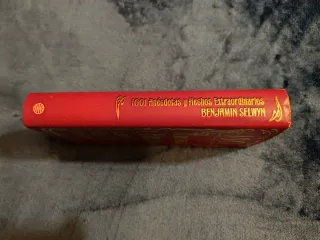 1001 Anécdotas y Hechos Extraordinarios
BENJAMIN SELWYN